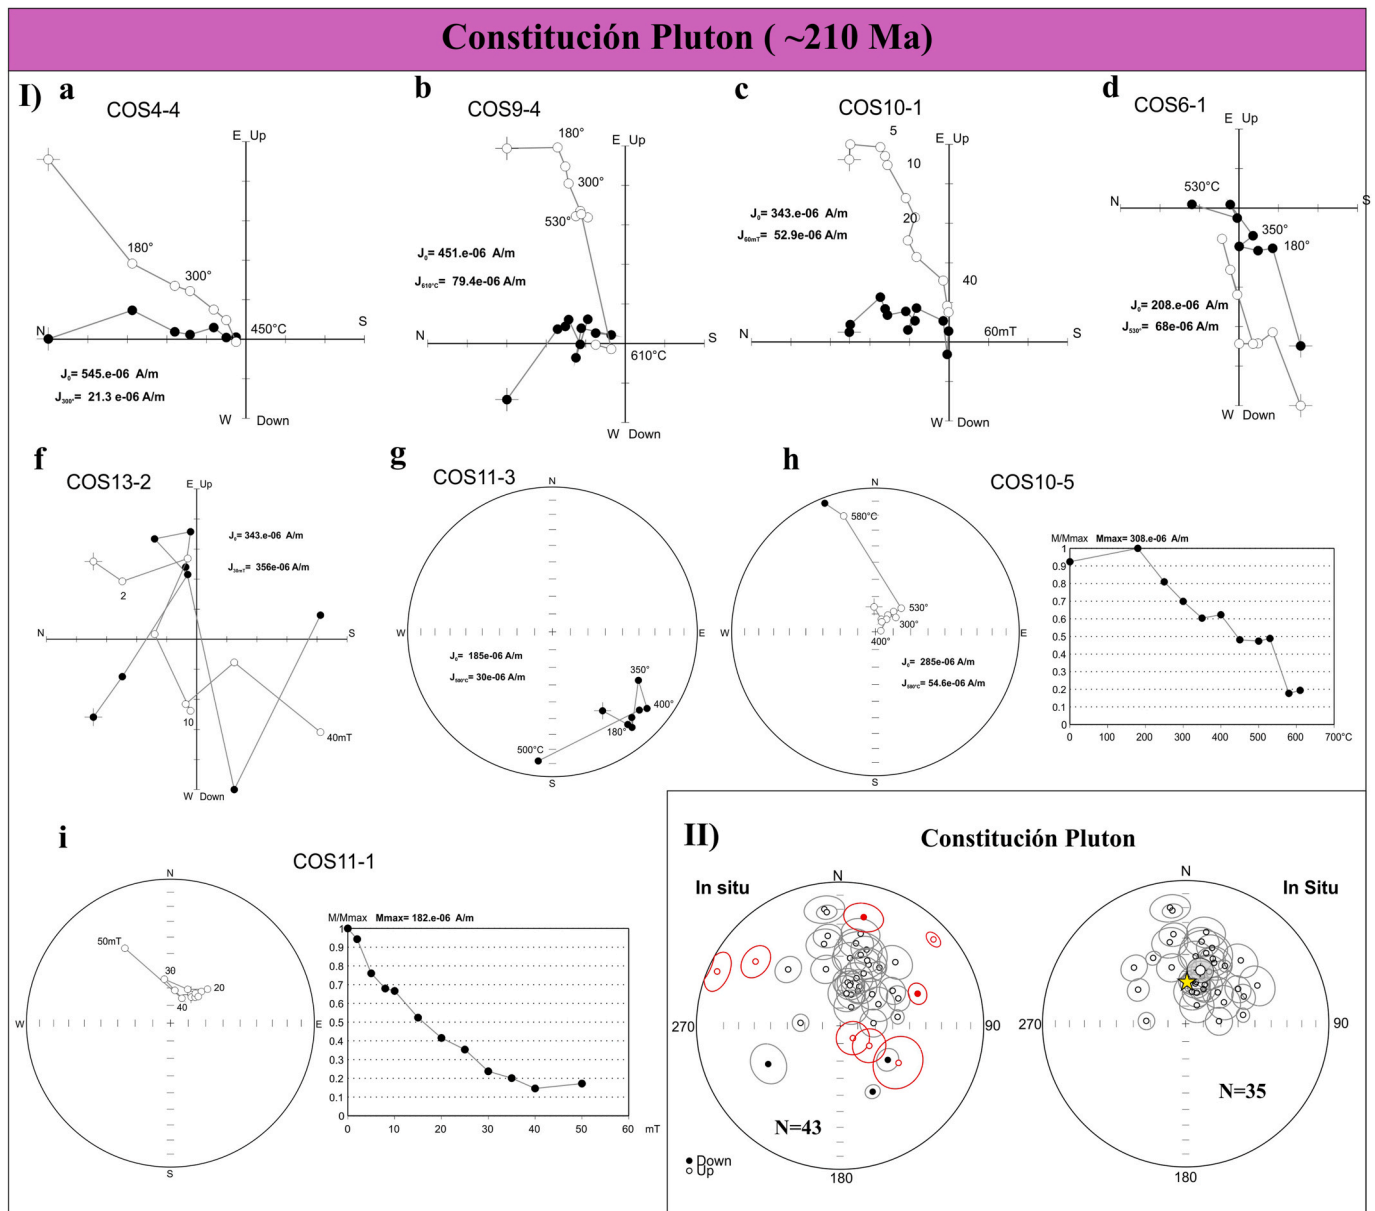 Constitución Pluton ( ~210 Ma)
I)
a
COS4-4
E Up
180°
300°
N
S
450°C
J₀= 545.e-06 A/m
J300°= 21.3 e-06 A/m
W Down
b
COS9-4
180°
E Up
300°
530°
J₀= 451.e-06 A/m
J610°C= 79.4e-06 A/m
N
S
610°C
W Down
c
COS10-1
5
E Up
10
J₀= 343.e-06 A/m
20
J60mT= 52.9e-06 A/m
40
N
60mT
S
W Down
d
COS6-1
E Up
530°C
N
S
350°
180°
J₀= 208.e-06 A/m
J530°= 68e-06 A/m
W Down
f
COS13-2
E Up
J₀= 343.e-06 A/m
J30mT= 356e-06 A/m
2
N
S
10
40mT
W Down
g
COS11-3
N
W
E
J₀= 185e-06 A/m
J500°C= 30e-06 A/m
350°
400°
180°
500°C
S
h
COS10-5
N
580°C
530°
300°
W
E
400°
J₀= 285e-06 A/m
J580°C= 54.6e-06 A/m
S
M/Mmax Mmax= 308.e-06 A/m
1
0.9
0.8
0.7
0.6
0.5
0.4
0.3
0.2
0.1
0
0 100 200 300 400 500 600 700°C
i
COS11-1
N
50mT
30
20
40
W
E
S
M/Mmax Mmax= 182.e-06 A/m
1
0.9
0.8
0.7
0.6
0.5
0.4
0.3
0.2
0.1
0
0 10 20 30 40 50 60 mT
II)
Constitución Pluton
In situ
N
270
90
N=43
180
Down
Up
In Situ
N
270
90
N=35
180